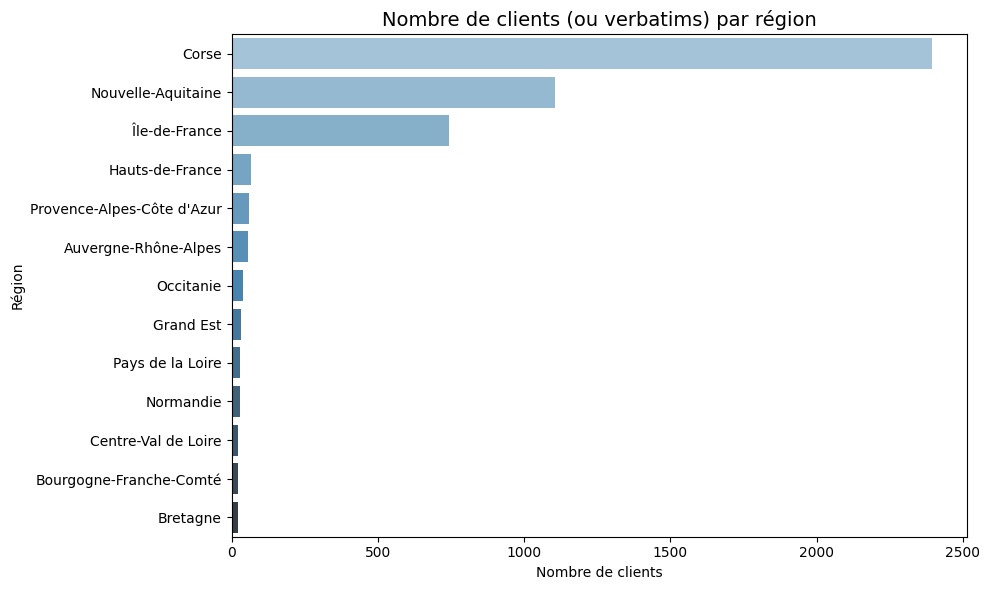 Nombre de clients (ou verbatims) par région
Corse
Nouvelle-Aquitaine
Île-de-France
Hauts-de-France
Provence-Alpes-Côte d'Azur
Auvergne-Rhône-Alpes
Occitanie
Grand Est
Pays de la Loire
Normandie
Centre-Val de Loire
Bourgogne-Franche-Comté
Bretagne
Région
0 500 1000 1500 2000 2500
Nombre de clients